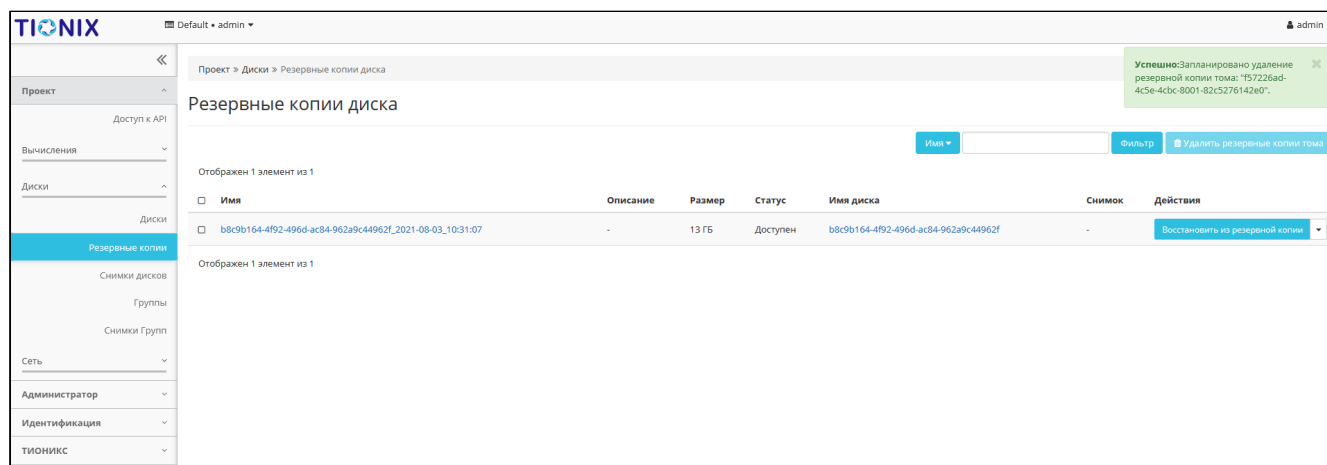 TIONIX
Default • admin
admin
Проект » Диски » Резервные копии диска
Успешно:Запланировано удаление
резервной копии тома: "f57226ad-
4c5e-4cbc-8001-82c5276142e0".
Проект
Доступ к API
Вычисления
Диски
Диски
Резервные копии
Снимки дисков
Группы
Снимки Групп
Сеть
Администратор
Идентификация
ТИОНИКС
Резервные копии диска
Имя
Фильтр
Удалить резервные копии тома
Отображен 1 элемент из 1
Имя Описание Размер Статус Имя диска Снимок Действия
b8c9b164-4f92-496d-ac84-962a9c44962f_2021-08-03_10:31:07 - 13 ГБ Доступен b8c9b164-4f92-496d-ac84-962a9c44962f - Восстановить из резервной копии
Отображен 1 элемент из 1